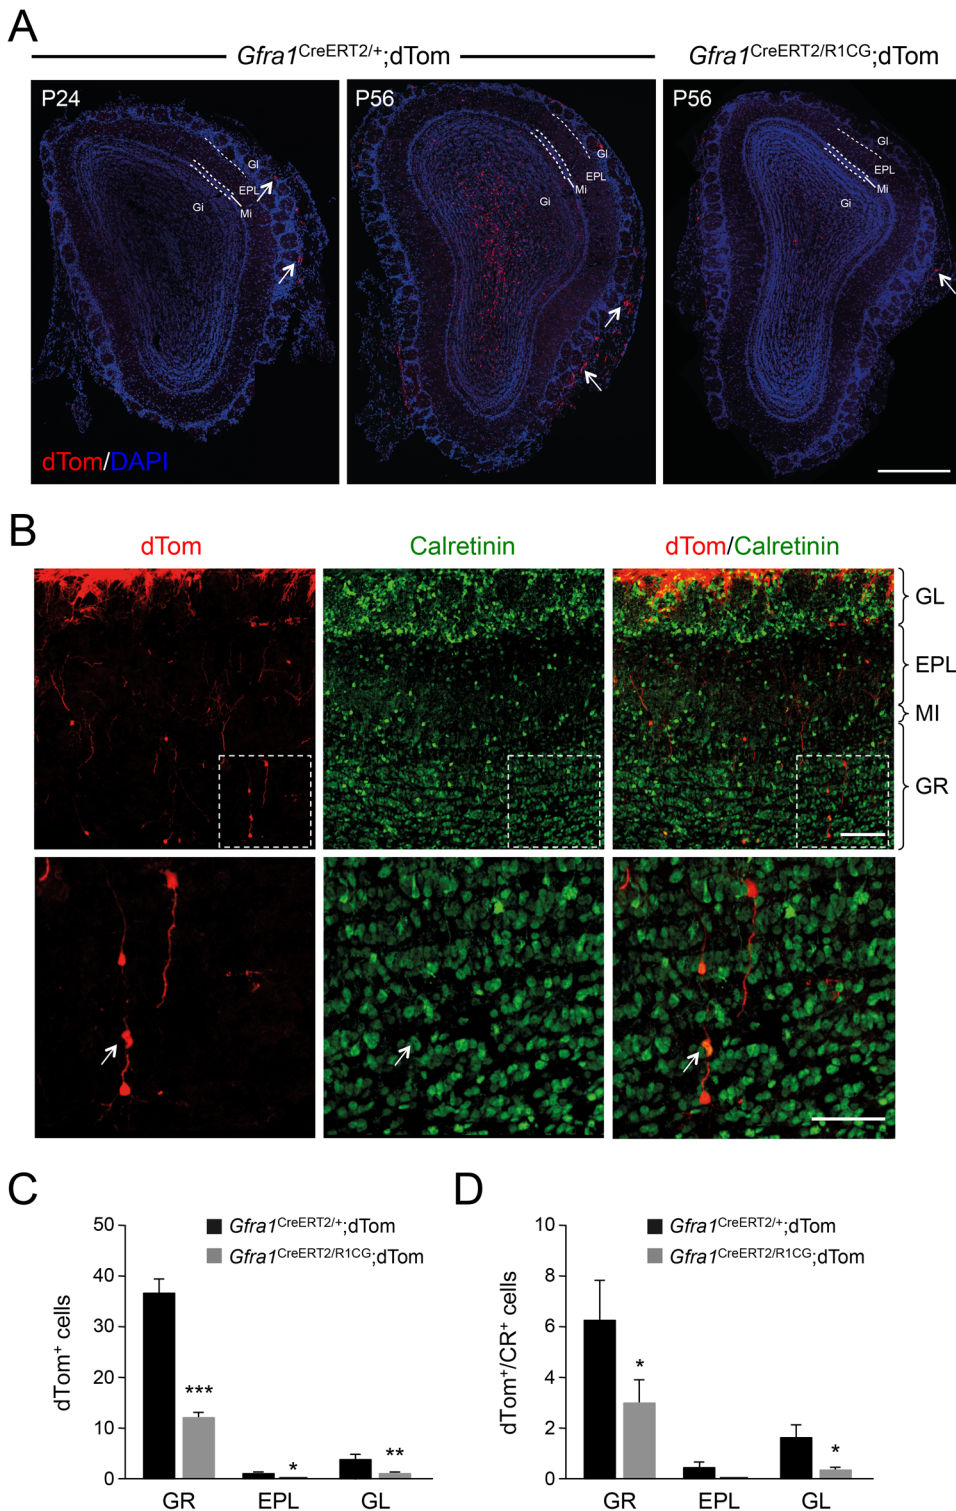 A
Gfra1CreERT2/+;dTom
Gfra1CreERT2/R1CG;dTom
P24
P56
P56
Gl
EPL
Mi
Gi
Gl
EPL
Mi
Gi
Gl
EPL
Mi
Gi
dTom/DAPI
B
dTom
Calretinin
dTom/Calretinin
GL
EPL
MI
GR
C
Gfra1CreERT2/+;dTom
Gfra1CreERT2/R1CG;dTom
dTom+ cells
50
40
30
20
10
0
***
*
**
GR
EPL
GL
D
Gfra1CreERT2/+;dTom
Gfra1CreERT2/R1CG;dTom
dTom+/CR+ cells
10
8
6
4
2
0
*
*
GR
EPL
GL